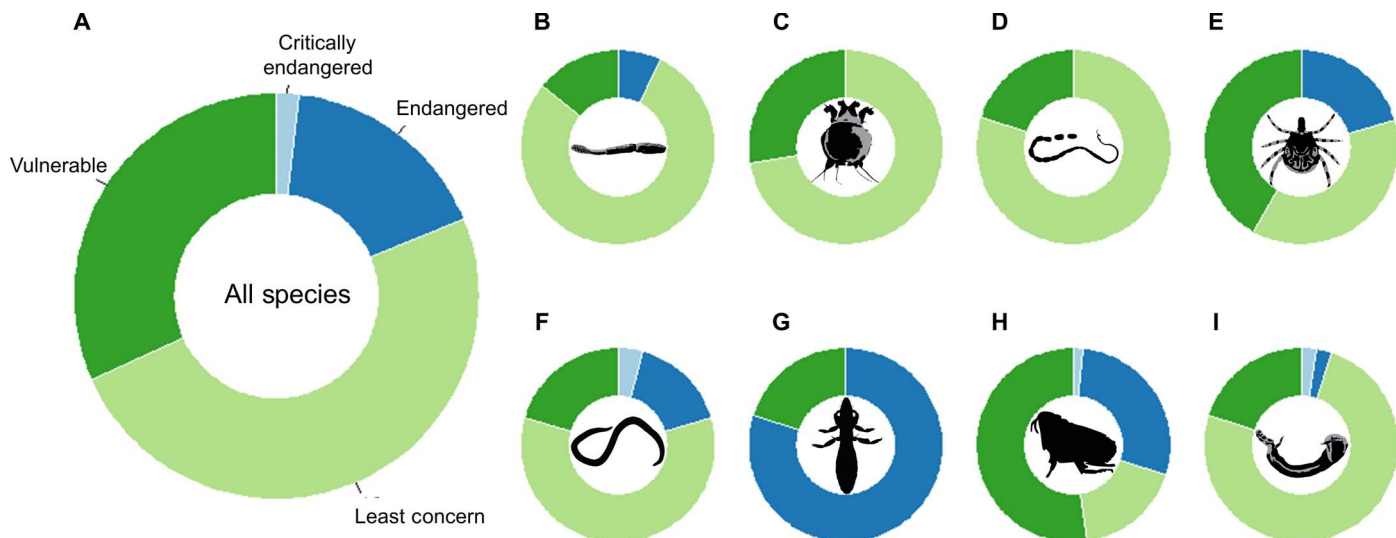 A
B
C
D
E
Critically
endangered
Endangered
Vulnerable
All species
Least concern
F
G
H
I